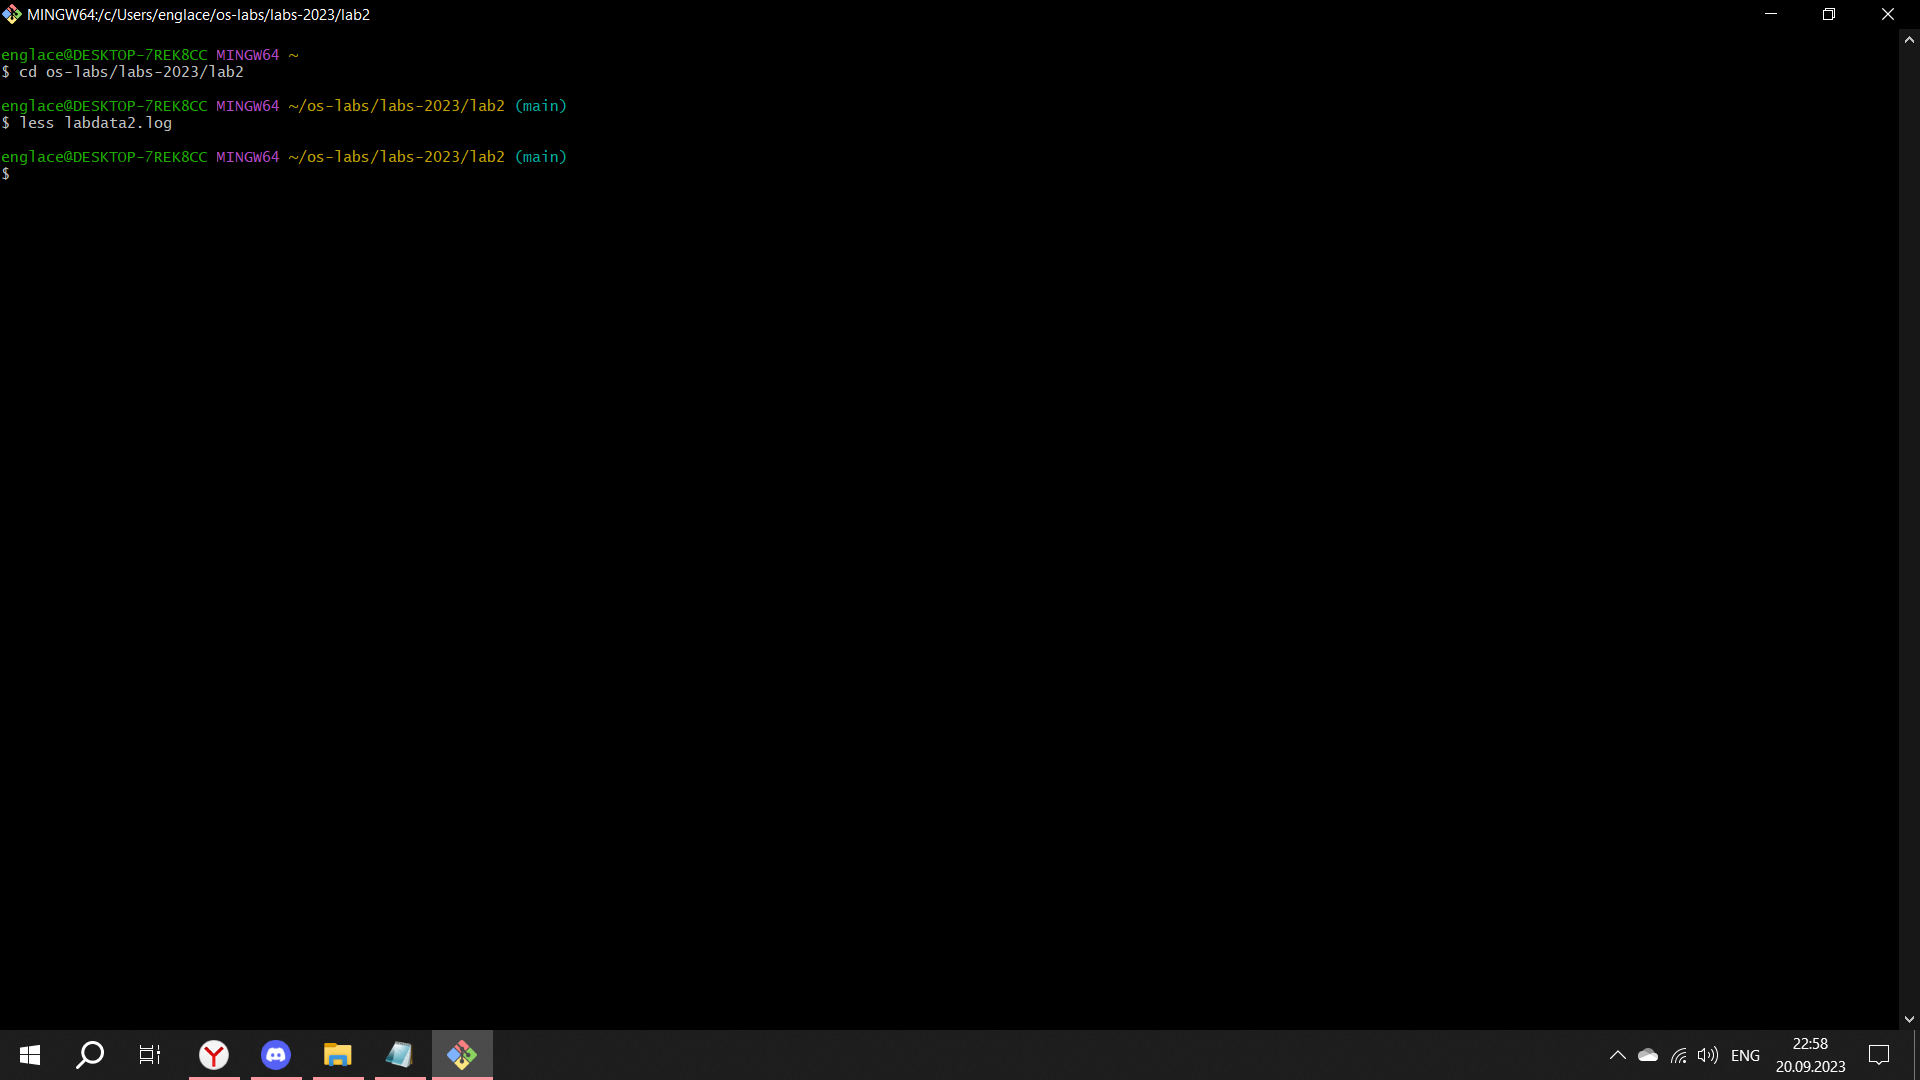 MINGW64:/c/Users/englace/os-labs/labs-2023/lab2
englace@DESKTOP-7REK8CC MINGW64 ~
$ cd os-labs/labs-2023/lab2
englace@DESKTOP-7REK8CC MINGW64 ~/os-labs/labs-2023/lab2 (main)
$ less labdata2.log
englace@DESKTOP-7REK8CC MINGW64 ~/os-labs/labs-2023/lab2 (main)
$
ENG
22:58
20.09.2023